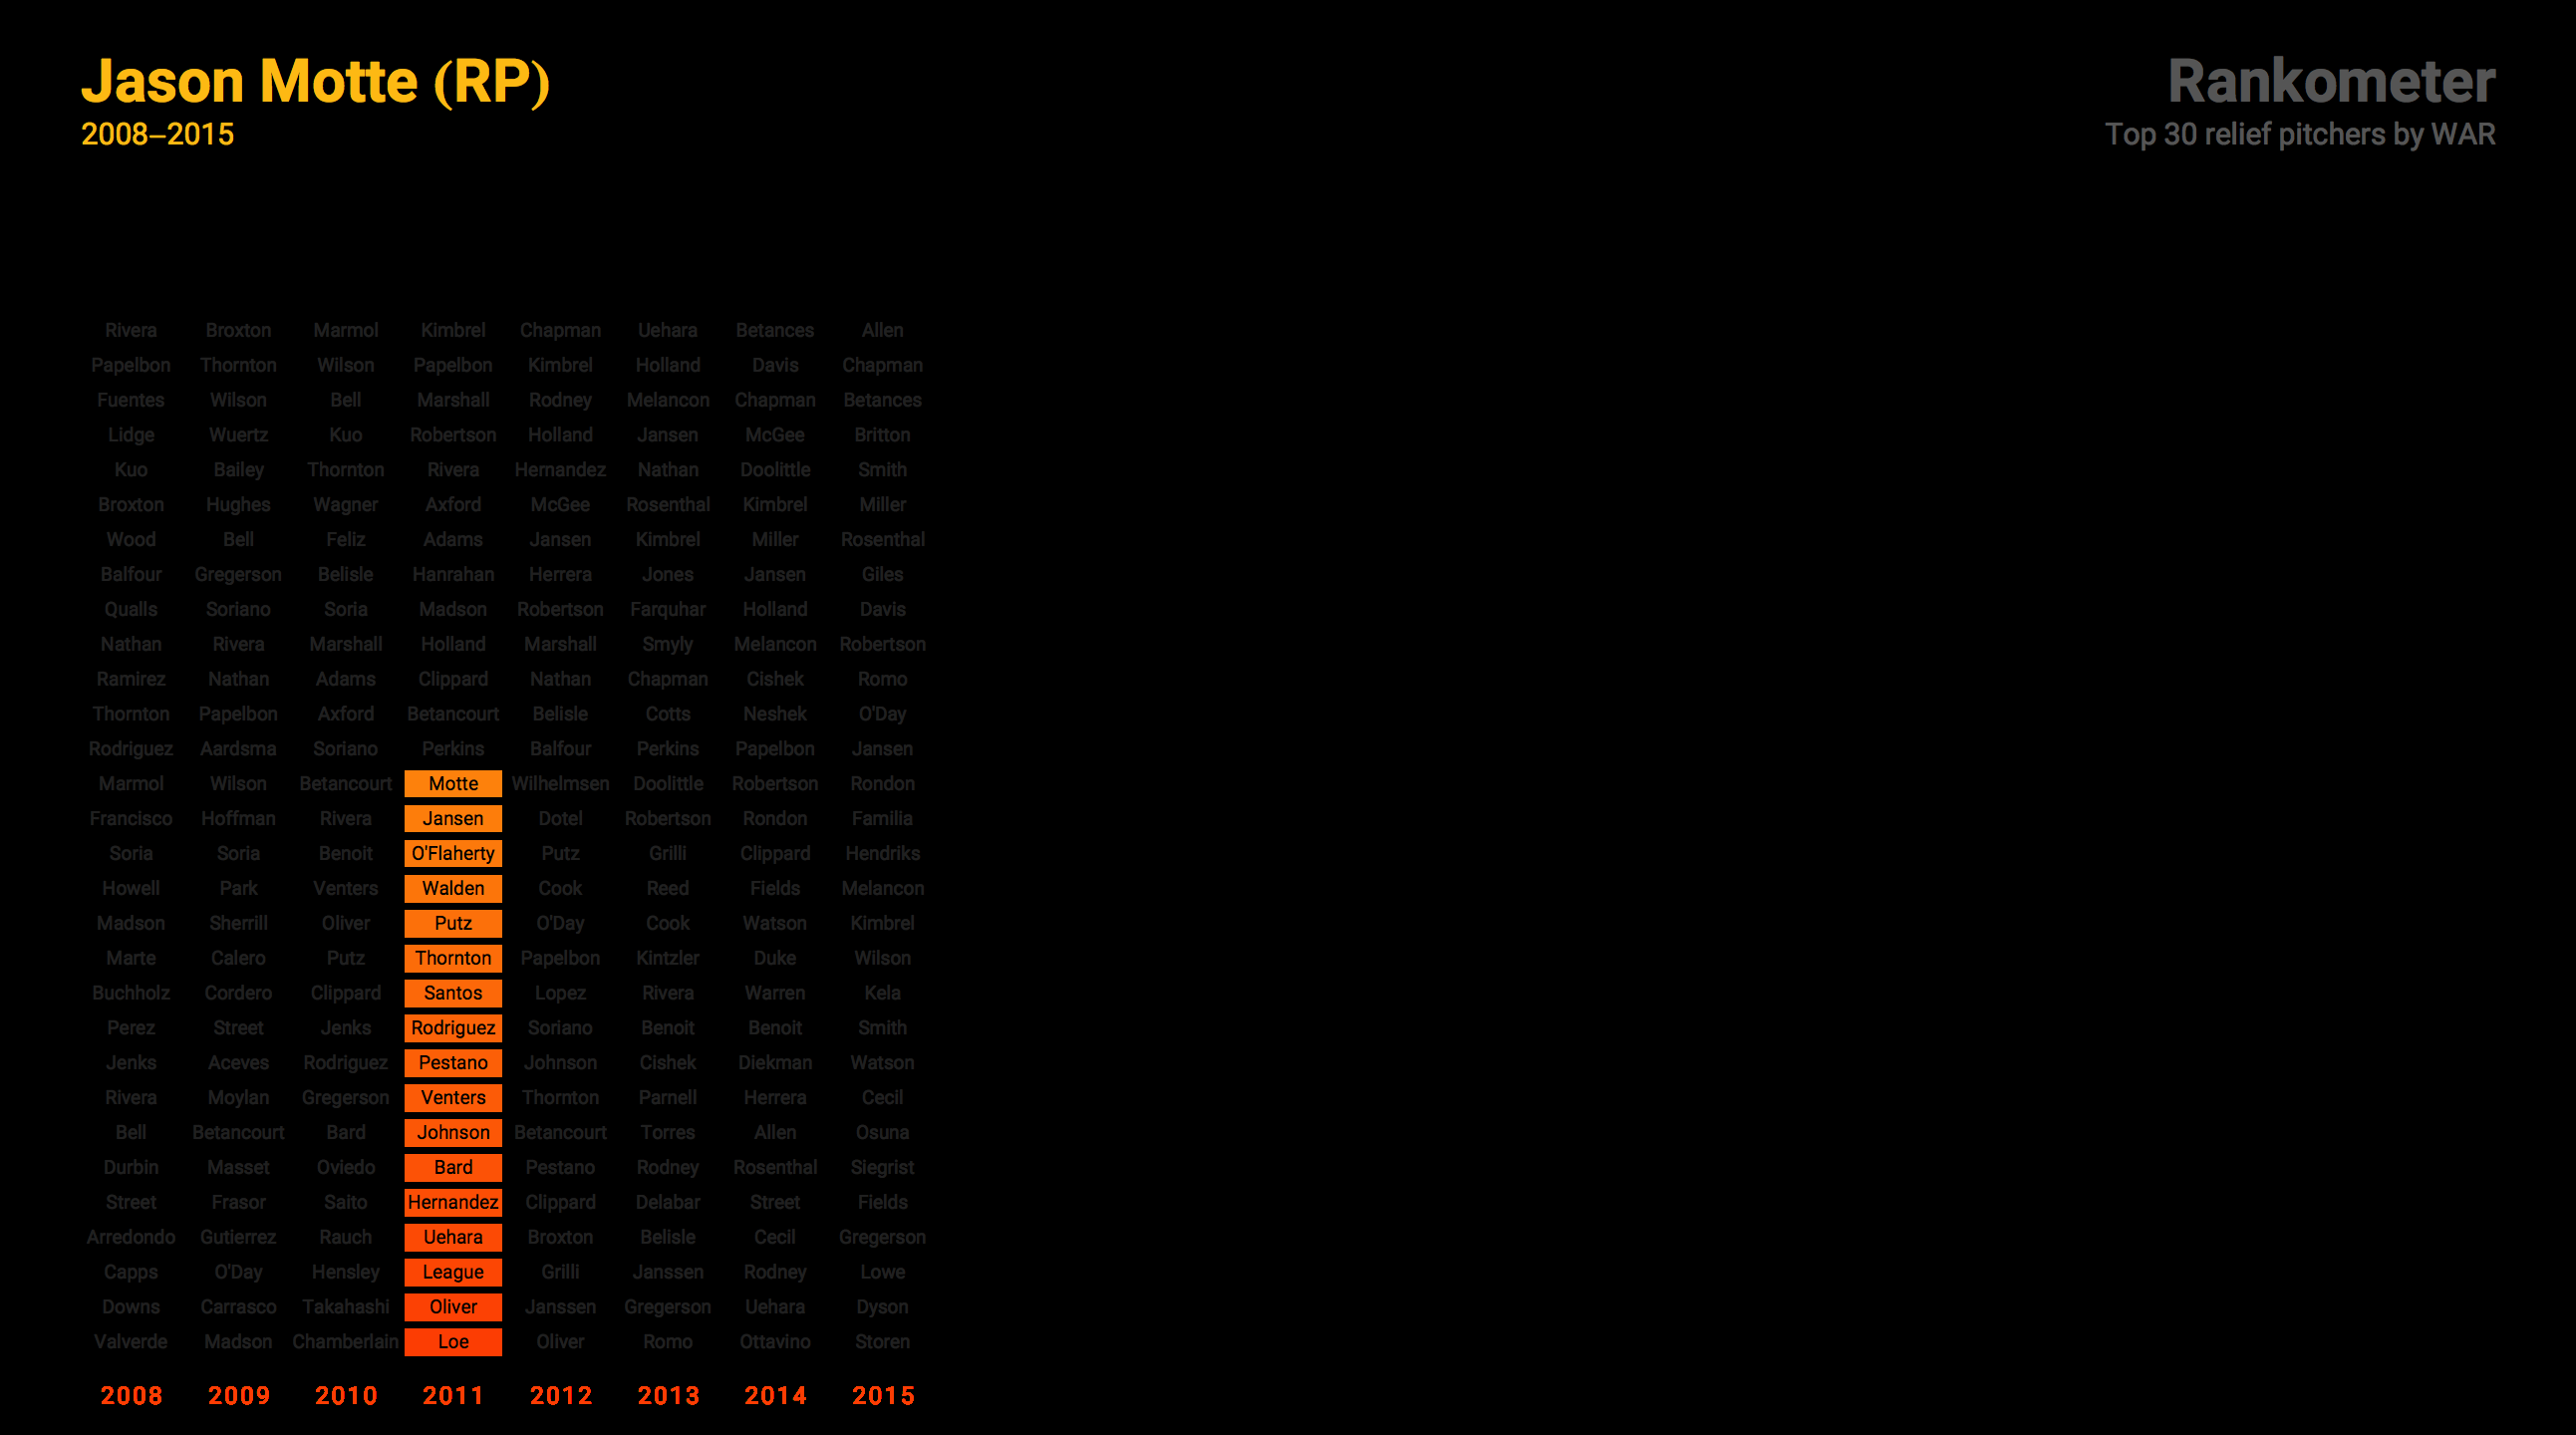 Jason Motte (RP)
2008–2015
Rankometer
Top 30 relief pitchers by WAR
Rivera Broxton Marmol Kimbrel Chapman Uehara Betances Allen
Papelbon Thornton Wilson Papelbon Kimbrel Holland Davis Chapman
Fuentes Wilson Bell Marshall Rodney Melancon Chapman Betances
Lidge Wuertz Kuo Robertson Holland Jansen McGee Britton
Kuo Bailey Thornton Rivera Hernandez Nathan Doolittle Smith
Broxton Hughes Wagner Axford McGee Rosenthal Kimbrel Miller
Wood Bell Feliz Adams Jansen Kimbrel Miller Rosenthal
Balfour Gregerson Belisle Hanrahan Herrera Jones Jansen Giles
Qualls Soriano Soria Madson Robertson Farquhar Holland Davis
Nathan Rivera Marshall Holland Marshall Smyly Melancon Robertson
Ramirez Nathan Adams Clippard Nathan Chapman Cishek Romo
Thornton Papelbon Axford Betancourt Belisle Cotts Neshek O'Day
Rodriguez Aardsma Soriano Perkins Balfour Perkins Papelbon Jansen
Marmol Wilson Betancourt Motte Wilhelmsen Doolittle Robertson Rondon
Francisco Hoffman Rivera Jansen Dotel Robertson Rondon Familia
Soria Soria Benoit O'Flaherty Putz Grilli Clippard Hendriks
Howell Park Venters Walden Cook Reed Fields Melancon
Madson Sherrill Oliver Putz O'Day Cook Watson Kimbrel
Marte Calero Putz Thornton Papelbon Kintzler Duke Wilson
Buchholz Cordero Clippard Santos Lopez Rivera Warren Kela
Perez Street Jenks Rodriguez Soriano Benoit Benoit Smith
Jenks Aceves Rodriguez Pestano Johnson Cishek Diekman Watson
Rivera Moylan Gregerson Venters Thornton Parnell Herrera Cecil
Bell Betancourt Bard Johnson Betancourt Torres Allen Osuna
Durbin Masset Oviedo Bard Pestano Rodney Rosenthal Siegrist
Street Frasor Saito Hernandez Clippard Delabar Street Fields
Arredondo Gutierrez Rauch Uehara Broxton Belisle Cecil Gregerson
Capps O'Day Hensley League Grilli Janssen Rodney Lowe
Downs Carrasco Takahashi Oliver Janssen Gregerson Uehara Dyson
Valverde Madson Chamberlain Loe Oliver Romo Ottavino Storen
2008 2009 2010 2011 2012 2013 2014 2015